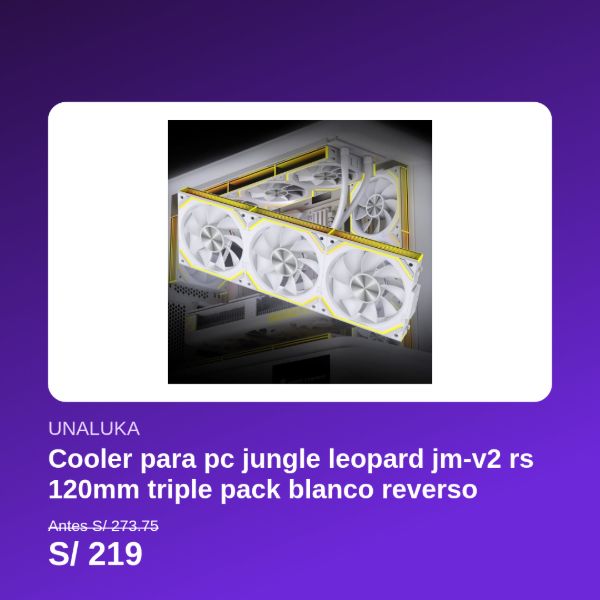 UNALUKA
Cooler para pc jungle leopard jm-v2 rs
120mm triple pack blanco reverso
Antes S/ 273.75
S/ 219